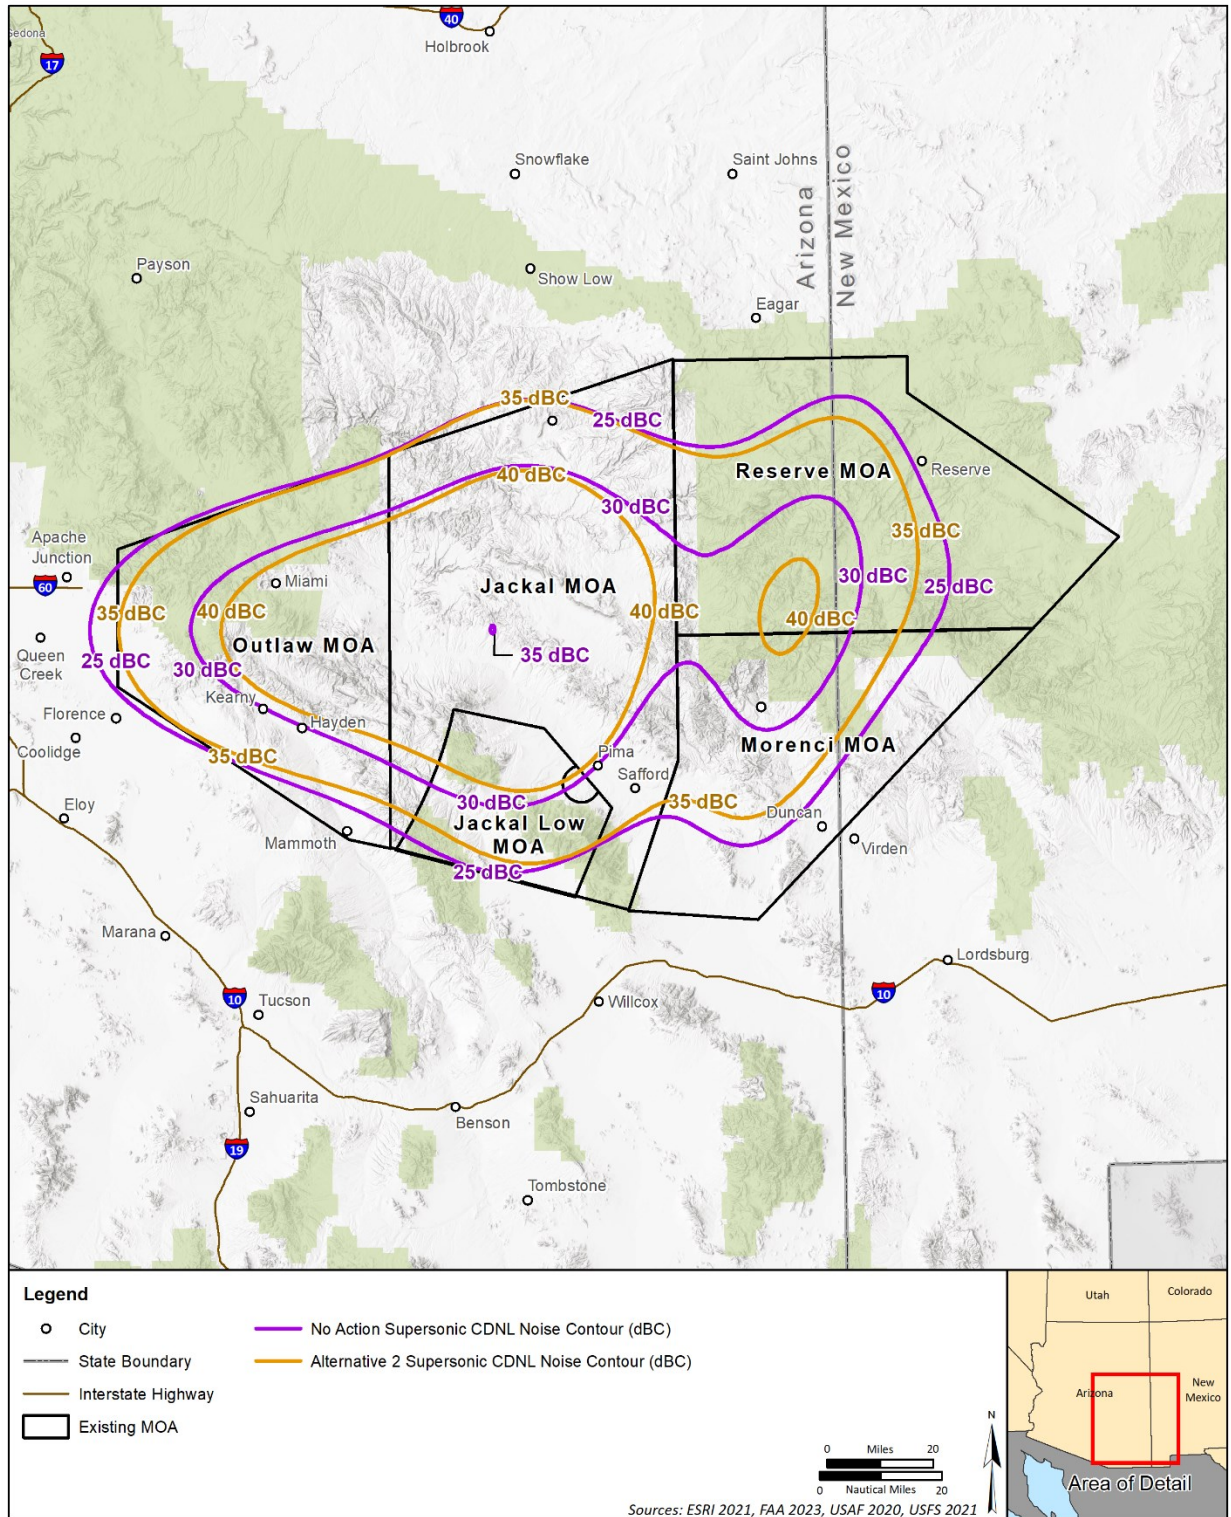 Sedona
17
40
Holbrook
Snowflake
Saint Johns
Arizona
New Mexico
Payson
Show Low
Eagar
35 dBC
25 dBC
Reserve MOA
Reserve
40 dBC
30 dBC
35 dBC
Apache
Junction
60
Miami
Jackal MOA
30 dBC
25 dBC
35 dBC
40 dBC
40 dBC
40 dBC
Outlaw MOA
35 dBC
Queen
Creek
25 dBC
30 dBC
Kearny
Florence
Hayden
Coolidge
Morenci MOA
35 dBC
Pima
Safford
Eloy
30 dBC
35 dBC
Duncan
Jackal Low
MOA
Mammoth
Virden
25 dBC
Marana
Lordsburg
10
Tucson
Willcox
10
Sahuarita
Benson
19
Tombstone
Legend
City
State Boundary
Interstate Highway
Existing MOA
No Action Supersonic CDNL Noise Contour (dBC)
Alternative 2 Supersonic CDNL Noise Contour (dBC)
0 Miles 20
0 Nautical Miles 20
N
Sources: ESRI 2021, FAA 2023, USAF 2020, USFS 2021
Utah
Colorado
Arizona
New
Mexico
Area of Detail